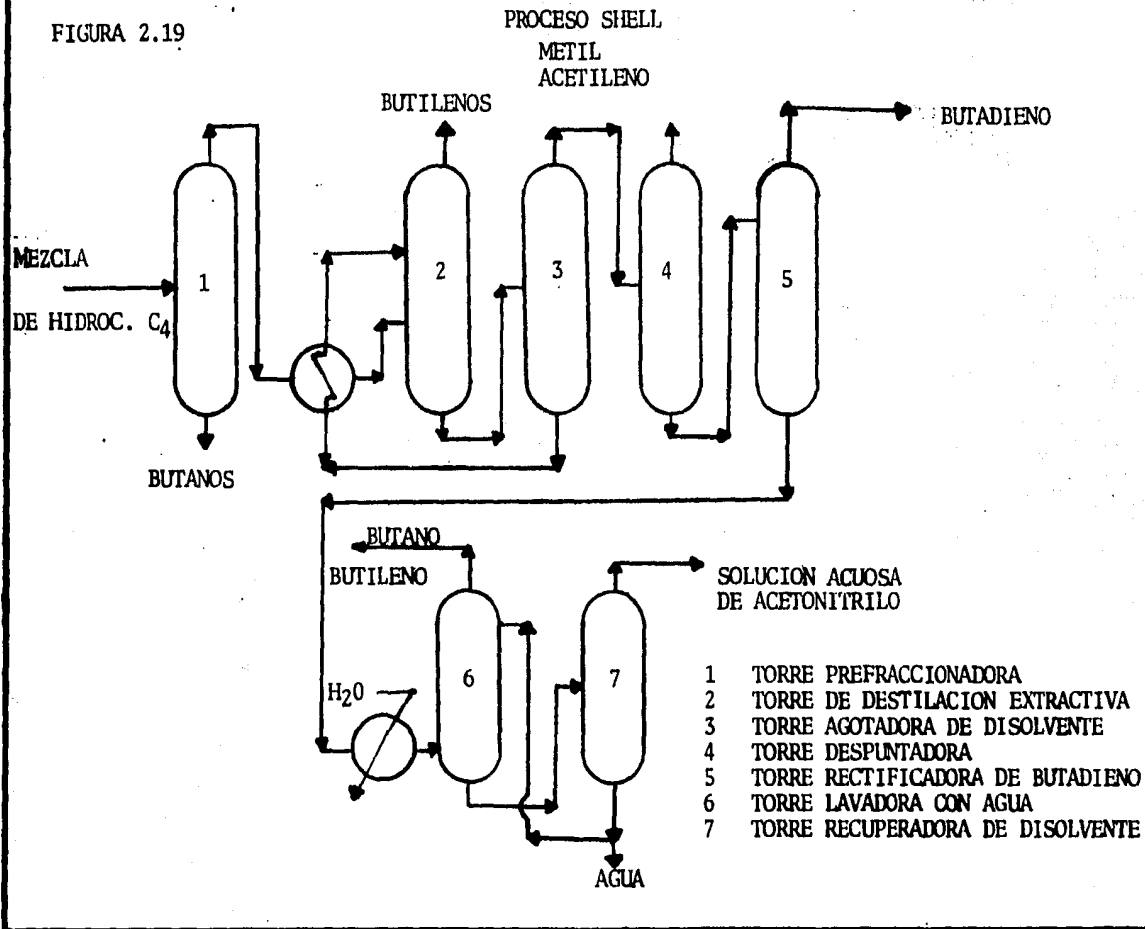 FIGURA 2.19
PROCESO SHELL
METIL
ACETILENO
BUTILENOS
BUTADIENO
MEZCLA
DE HIDROC. C4
1
2
3
4
5
BUTANOS
BUTANO
BUTILENO
SOLUCION ACUOSA
DE ACETONITRILO
H2O
6
7
AGUA
1 TORRE PREFRACCIONADORA
2 TORRE DE DESTILACION EXTRACTIVA
3 TORRE AGOTADORA DE DISOLVENTE
4 TORRE DESPUNTADORA
5 TORRE RECTIFICADORA DE BUTADIENO
6 TORRE LAVADORA CON AGUA
7 TORRE RECUPERADORA DE DISOLVENTE